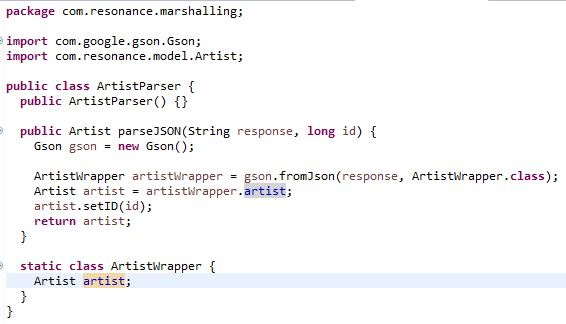 package com.resonance.marshalling;
import com.google.gson.Gson;
import com.resonance.model.Artist;
public class ArtistParser {
public ArtistParser() {}
public Artist parseJSON(String response, long id) {
Gson gson = new Gson();
ArtistWrapper artistWrapper = gson.fromJson(response, ArtistWrapper.class);
Artist artist = artistWrapper.artist;
artist.setID(id);
return artist;
}
static class ArtistWrapper {
Artist artist;
}
}